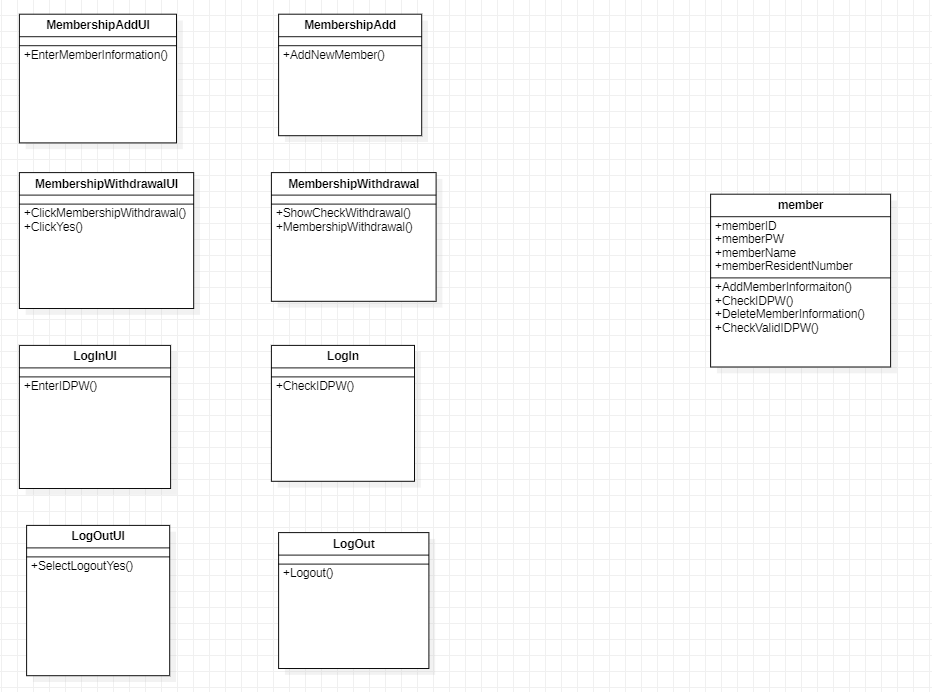 MembershipAddUI
+EnterMemberInformation()
MembershipAdd
+AddNewMember()
MembershipWithdrawalUI
+ClickMembershipWithdrawal()
+ClickYes()
MembershipWithdrawal
+ShowCheckWithdrawal()
+MembershipWithdrawal()
member
+memberID
+memberPW
+memberName
+memberResidentNumber
+AddMemberInformaiton()
+CheckIDPW()
+DeleteMemberInformation()
+CheckValidIDPW()
LogInUI
+EnterIDPW()
LogIn
+CheckIDPW()
LogOutUI
+SelectLogoutYes()
LogOut
+Logout()